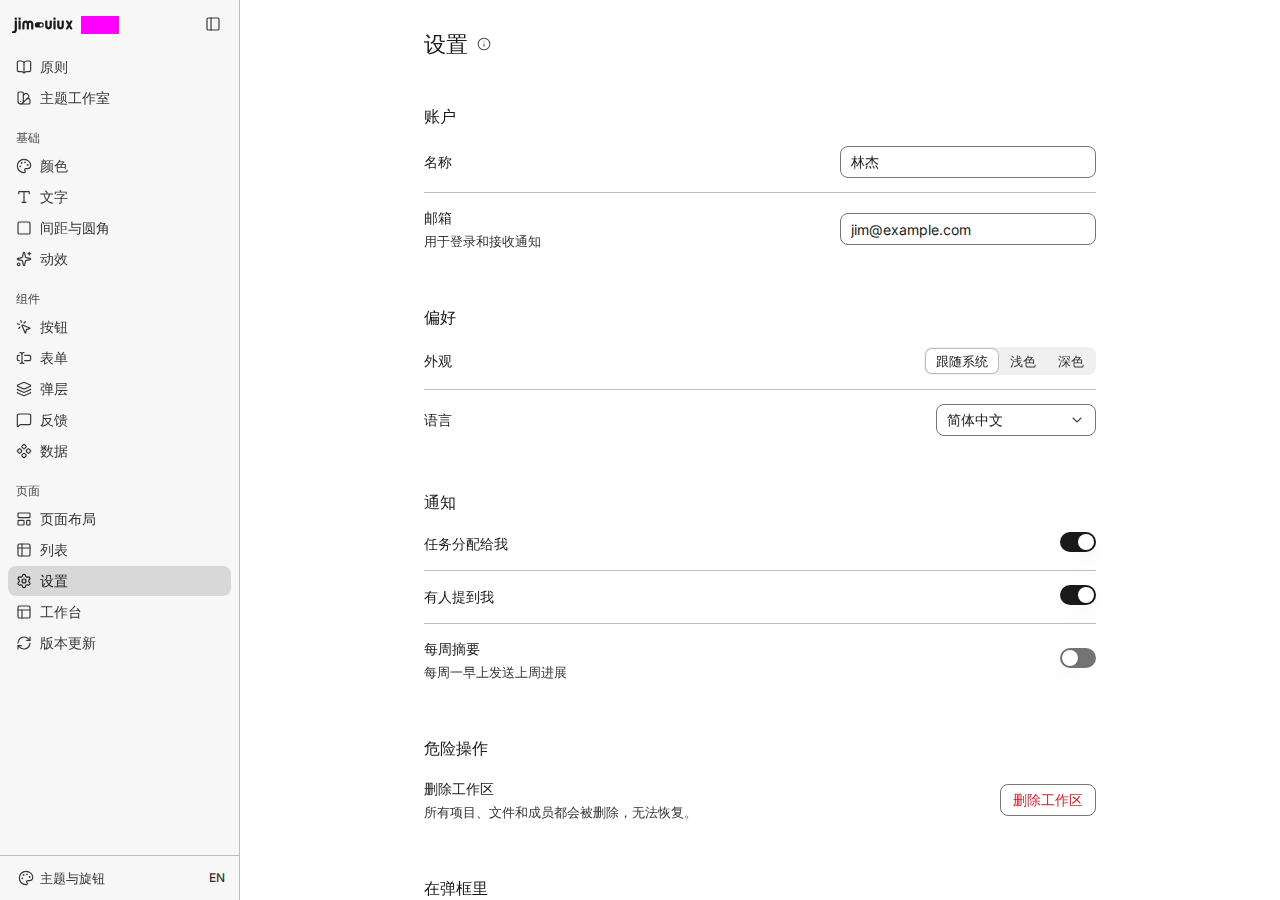 jim-uiux
原则
主题工作室
基础
颜色
文字
间距与圆角
动效
组件
按钮
表单
弹层
反馈
数据
页面
页面布局
列表
设置
工作台
版本更新
主题与旋钮
EN
设置
账户
名称
林杰
邮箱
用于登录和接收通知
jim@example.com
偏好
外观
跟随系统
浅色
深色
语言
简体中文
通知
任务分配给我
有人提到我
每周摘要
每周一早上发送上周进展
危险操作
删除工作区
所有项目、文件和成员都会被删除，无法恢复。
删除工作区
在弹框里